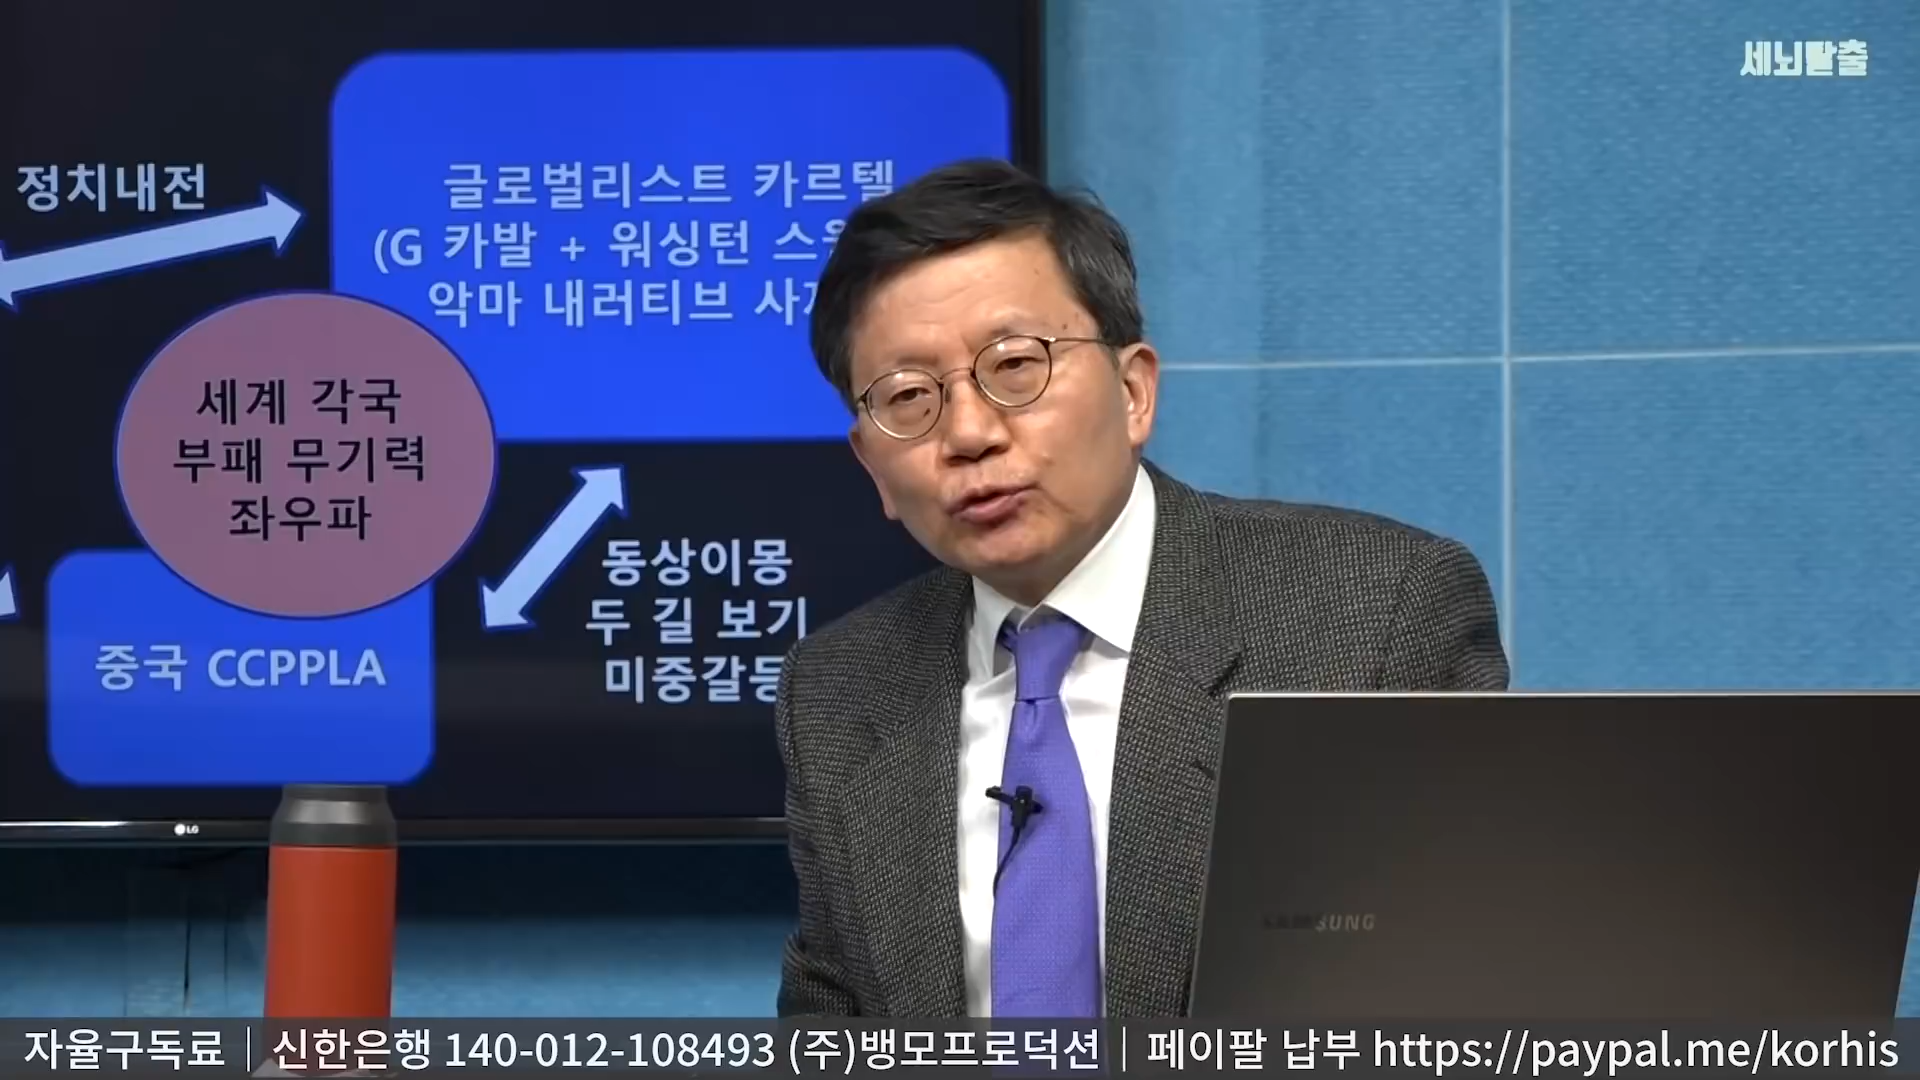 세뇌탈출
정치내전
글로벌리스트 카르텔
(G 카발 + 워싱턴
악마 내러티브
세계 각국
부패 무기력
좌우파
중국 CCPPLA
동상이몽
두 길 보기
미중갈등
LG
SAMSUNG
자율구독료｜신한은행 140-012-108493 (주)뱅모프로덕션｜페이팔 납부 https://paypal.me/korhis